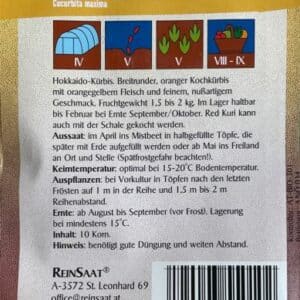 Cucurbita maxima
IV
V
V
VIII - IX
Hokkaido-Kürbis. Breitrunder, oranger Kochkürbis
mit orangegelbem Fleisch und feinem, nußartigem
Geschmack. Fruchtgewicht 1,5 bis 2 kg. Im Lager haltbar
bis Februar bei Ernte September/Oktober. Red Kuri kann
auch mit der Schale gekocht werden.
Aussaat: im April ins Mistbeet in halbgefüllte Töpfe, die
später mit Erde aufgefüllt werden oder ab Mai ins Freiland
an Ort und Stelle (Spätfrostgefahr beachten!).
Keimtemperatur: optimal bei 15-20°C Bodentemperatur.
Auspflanzen: bei Vorkultur in Töpfen nach den letzten
Frösten auf 1 m in der Reihe und 1,5 m bis 2 m
Reihenabstand.
Ernte: ab August bis September (vor Frost). Lagerung
bei mindestens 15°C.
Inhalt: 10 Korn.
Hinweis: benötigt gute Düngung und weiten Abstand.
REINSAAT®
A-3572 St. Leonhard 69
office@reinsaat.at